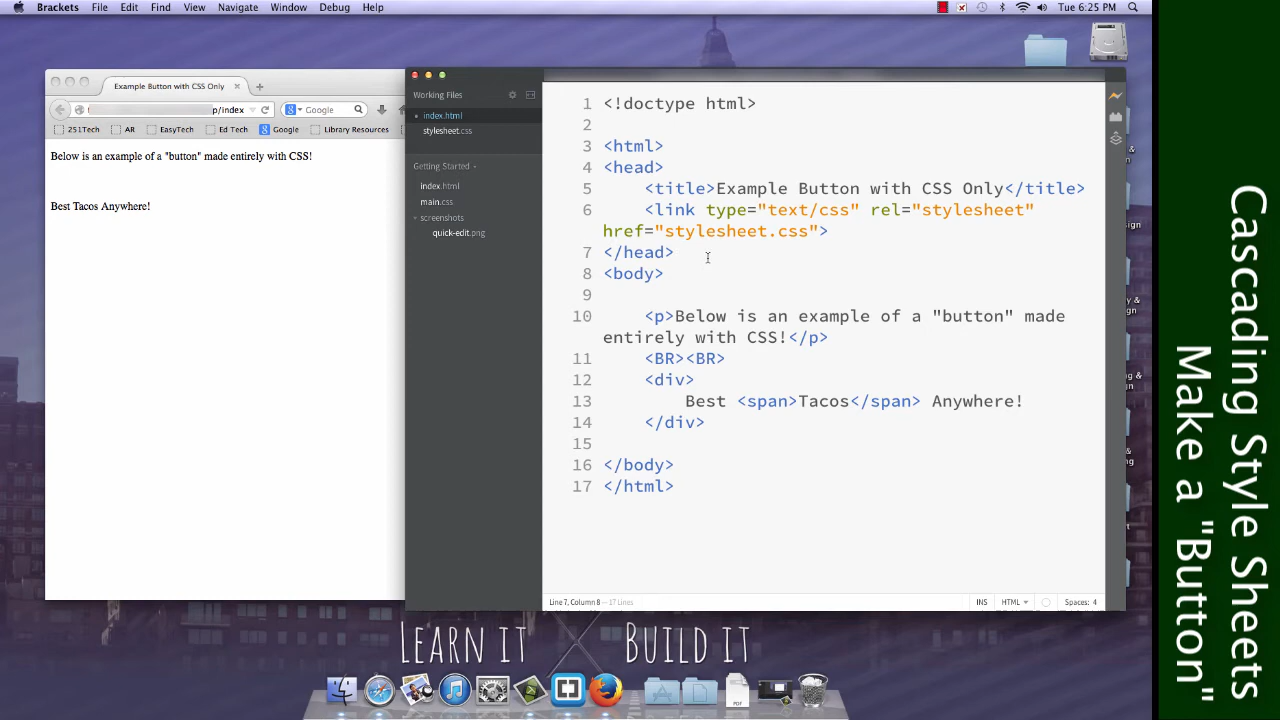 Brackets File Edit Find View Navigate Window Debug Help
Tue 6:25 PM
Example Button with CSS Only
p/index
Google
251Tech AR EasyTech Ed Tech Google Library Resources
Below is an example of a "button" made entirely with CSS!
Best Tacos Anywhere!
Working Files
index.html
stylesheet.css
Getting Started
index.html
main.css
screenshots
quick-edit.png
1 <!doctype html>
2
3 <html>
4 <head>
5 <title>Example Button with CSS Only</title>
6 <link type="text/css" rel="stylesheet"
href="stylesheet.css">
7 </head>
8 <body>
9
10 <p>Below is an example of a "button" made
entirely with CSS!</p>
11 <BR><BR>
12 <div>
13 Best <span>Tacos</span> Anywhere!
14 </div>
15
16 </body>
17 </html>
Line 7, Column 8 — 17 Lines
INS HTML Spaces: 4
LEARN IT BUILD IT
PDF
Cascading Style Sheets
Make a "Button"